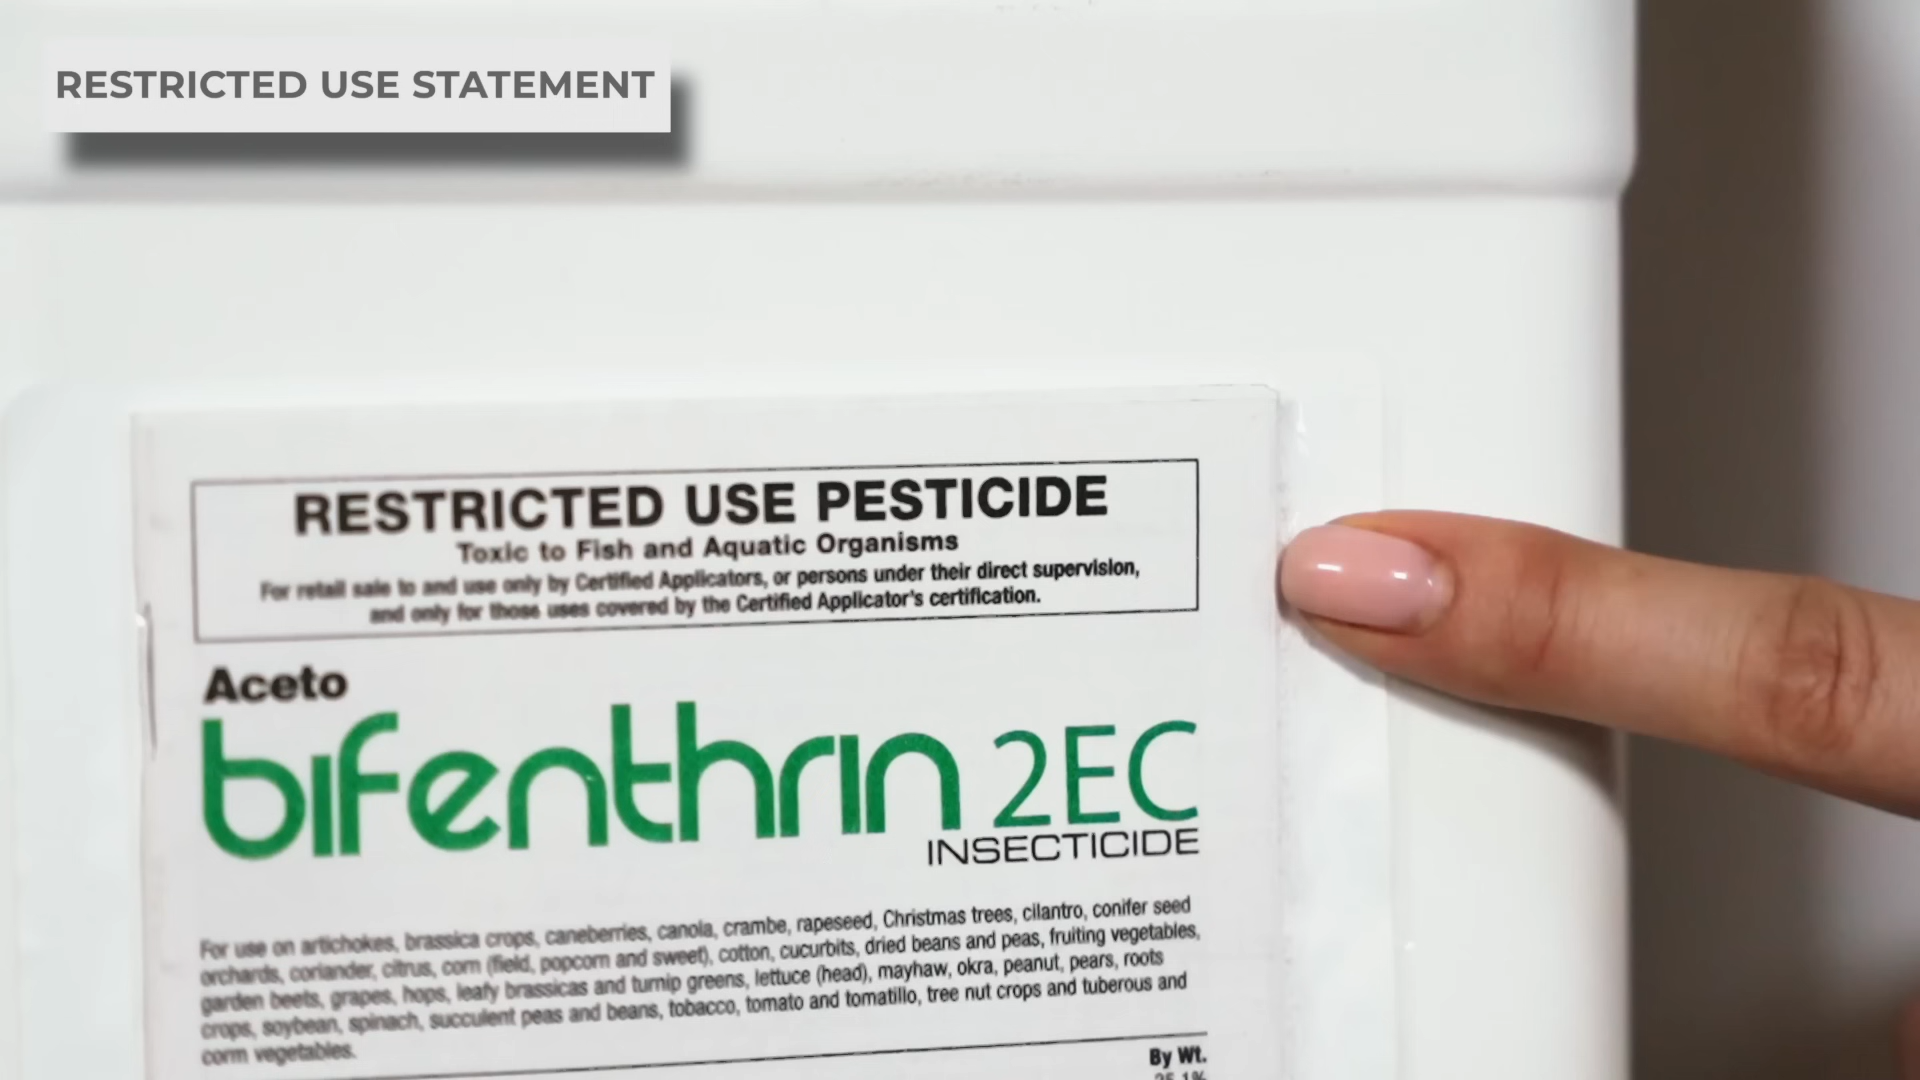 RESTRICTED USE STATEMENT
RESTRICTED USE PESTICIDE
Toxic to Fish and Aquatic Organisms
For retail sale to and use only by Certified Applicators, or persons under their direct supervision,
and only for those uses covered by the Certified Applicator's certification.
Aceto
bifenthrin 2EC
INSECTICIDE
For use on artichokes, brassica crops, caneberries, canola, crambe, rapeseed, Christmas trees, cilantro, conifer seed
orchards, coriander, citrus, corn (field, popcorn and sweet), cotton, cucurbits, dried beans and peas, fruiting vegetables,
garden beets, grapes, hops, leafy brassicas and turnip greens, lettuce (head), mayhaw, okra, peanut, pears, roots
crops, soybean, spinach, succulent peas and beans, tobacco, tomato and tomatillo, tree nut crops and tuberous and
corm vegetables.
By Wt.